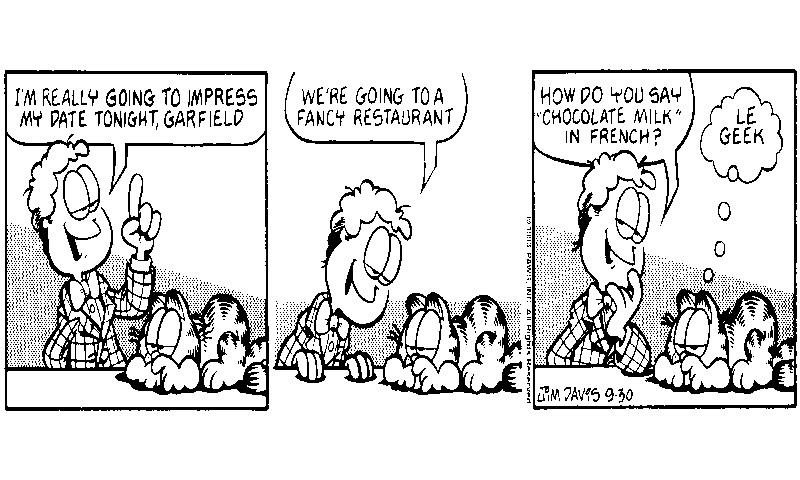 I'M REALLY GOING TO IMPRESS
MY DATE TONIGHT, GARFIELD
WE'RE GOING TO A
FANCY RESTAURANT
HOW DO YOU SAY
"CHOCOLATE MILK"
IN FRENCH?
LE
GEEK
JIM DAVIS 9-30